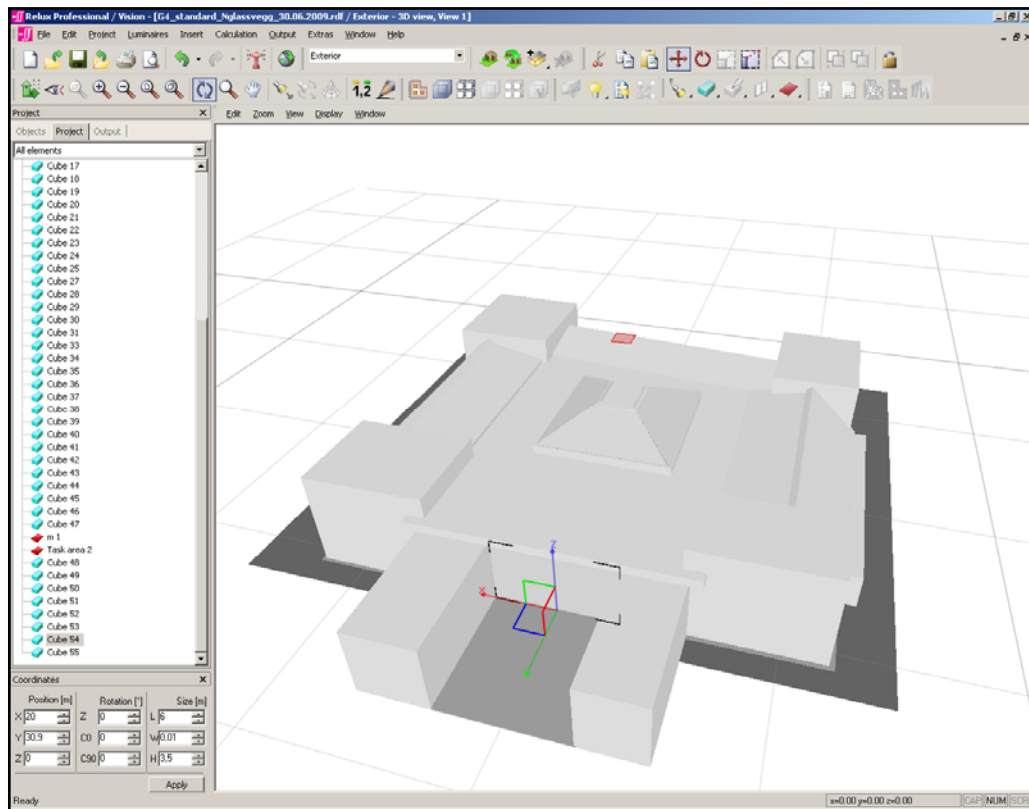 Relux Professional / Vision - [G4_standard_Nglassvegg_30.06.2009.rdf / Exterior - 3D view, View 1]
File Edit Project Luminaires Insert Calculation Output Extras Window Help
Exterior
1,2
Project
Edit Zoom View Display Window
Objects Project Output
All elements
Cube 17
Cube 18
Cube 19
Cube 20
Cube 21
Cube 22
Cube 23
Cube 24
Cube 25
Cube 27
Cube 28
Cube 29
Cube 30
Cube 31
Cube 33
Cube 34
Cube 35
Cube 36
Cube 37
Cube 38
Cube 39
Cube 40
Cube 41
Cube 42
Cube 43
Cube 44
Cube 45
Cube 46
Cube 47
m 1
Task area 2
Cube 48
Cube 49
Cube 50
Cube 51
Cube 52
Cube 53
Cube 54
Cube 55
Z
X
Coordinates
Position [m] Rotation [°] Size [m]
X 20 Z 0 L 6
Y 30.9 C0 0 W 0.01
Z 0 C90 0 H 3.5
Apply
Ready x=0.00 y=0.00 z=0.00 CAP NUM SCR